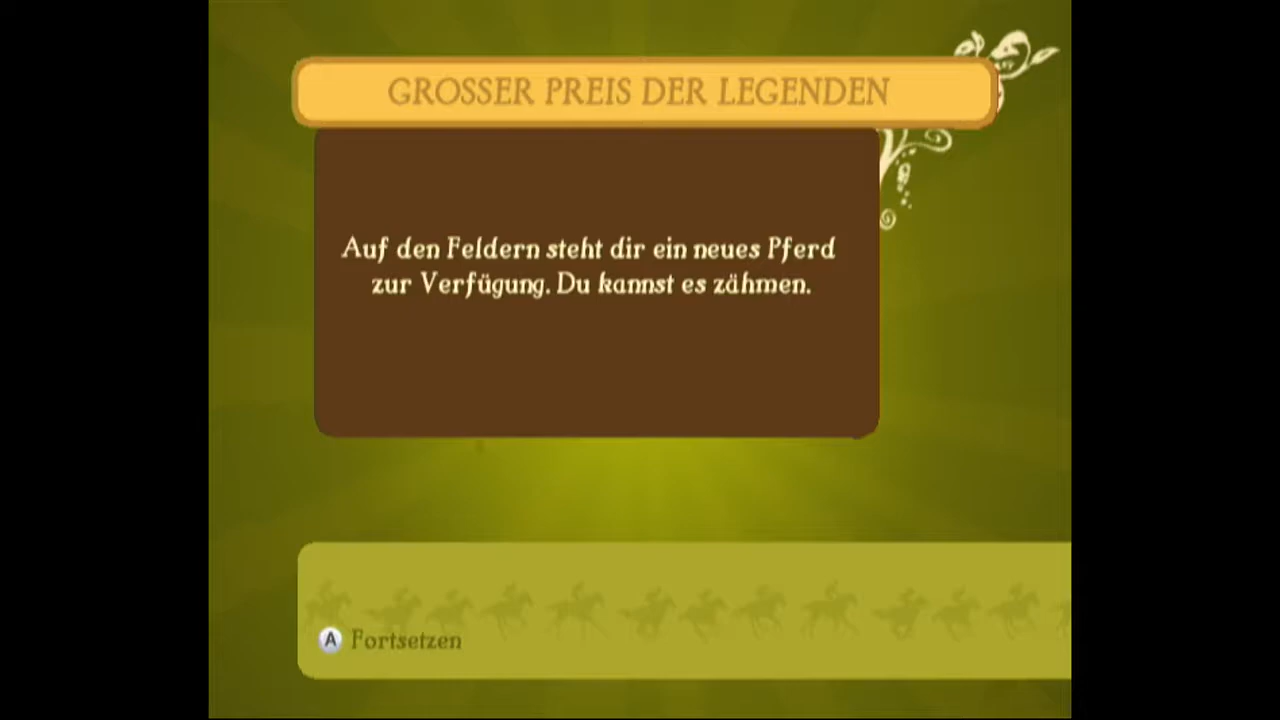 GROSSER PREIS DER LEGENDEN
Auf den Feldern steht dir ein neues Pferd
zur Verfügung. Du kannst es zähmen.
A Fortsetzen